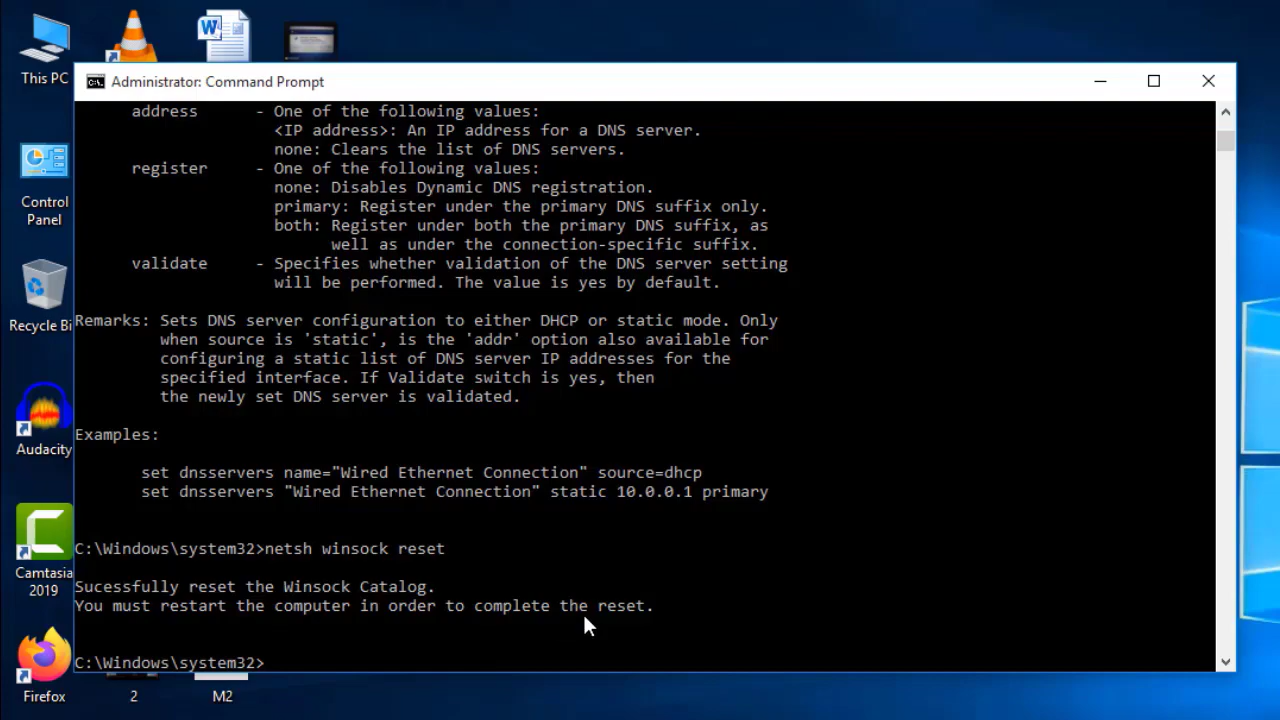 This PC
Control
Panel
Recycle Bi
Audacity
Camtasia
2019
Firefox
2
M2
Administrator: Command Prompt
address - One of the following values:
<IP address>: An IP address for a DNS server.
none: Clears the list of DNS servers.
register - One of the following values:
none: Disables Dynamic DNS registration.
primary: Register under the primary DNS suffix only.
both: Register under both the primary DNS suffix, as
well as under the connection-specific suffix.
validate - Specifies whether validation of the DNS server setting
will be performed. The value is yes by default.
Remarks: Sets DNS server configuration to either DHCP or static mode. Only
when source is 'static', is the 'addr' option also available for
configuring a static list of DNS server IP addresses for the
specified interface. If Validate switch is yes, then
the newly set DNS server is validated.
Examples:
set dnsservers name="Wired Ethernet Connection" source=dhcp
set dnsservers "Wired Ethernet Connection" static 10.0.0.1 primary
C:\Windows\system32>netsh winsock reset
Sucessfully reset the Winsock Catalog.
You must restart the computer in order to complete the reset.
C:\Windows\system32>